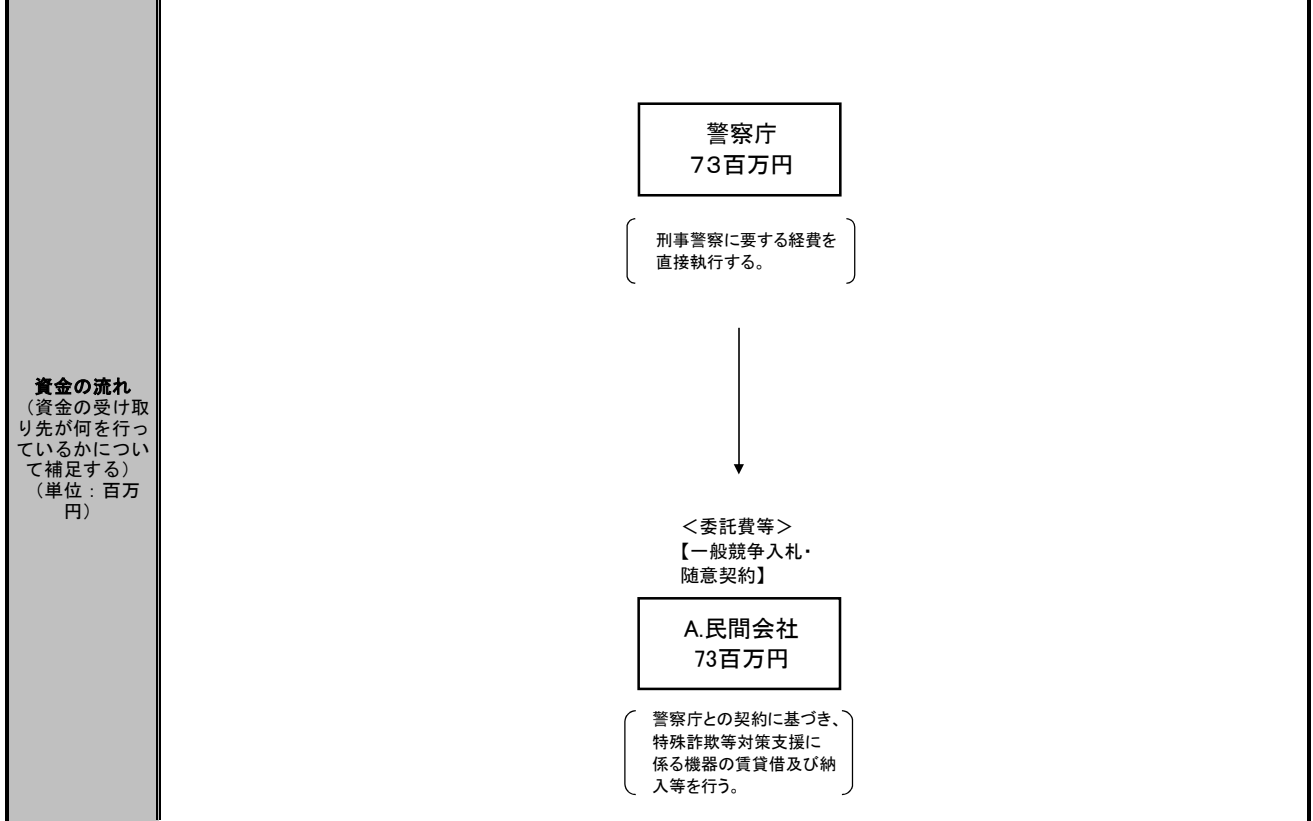 資金の流れ
（資金の受け取
り先が何を行っ
ているかについ
て補足する）
（単位：百万
円）
警察庁
７３百万円
刑事警察に要する経費を
直接執行する。
＜委託費等＞
【一般競争入札・
随意契約】
A.民間会社
73百万円
警察庁との契約に基づき、
特殊詐欺等対策支援に
係る機器の賃貸借及び納
入等を行う。